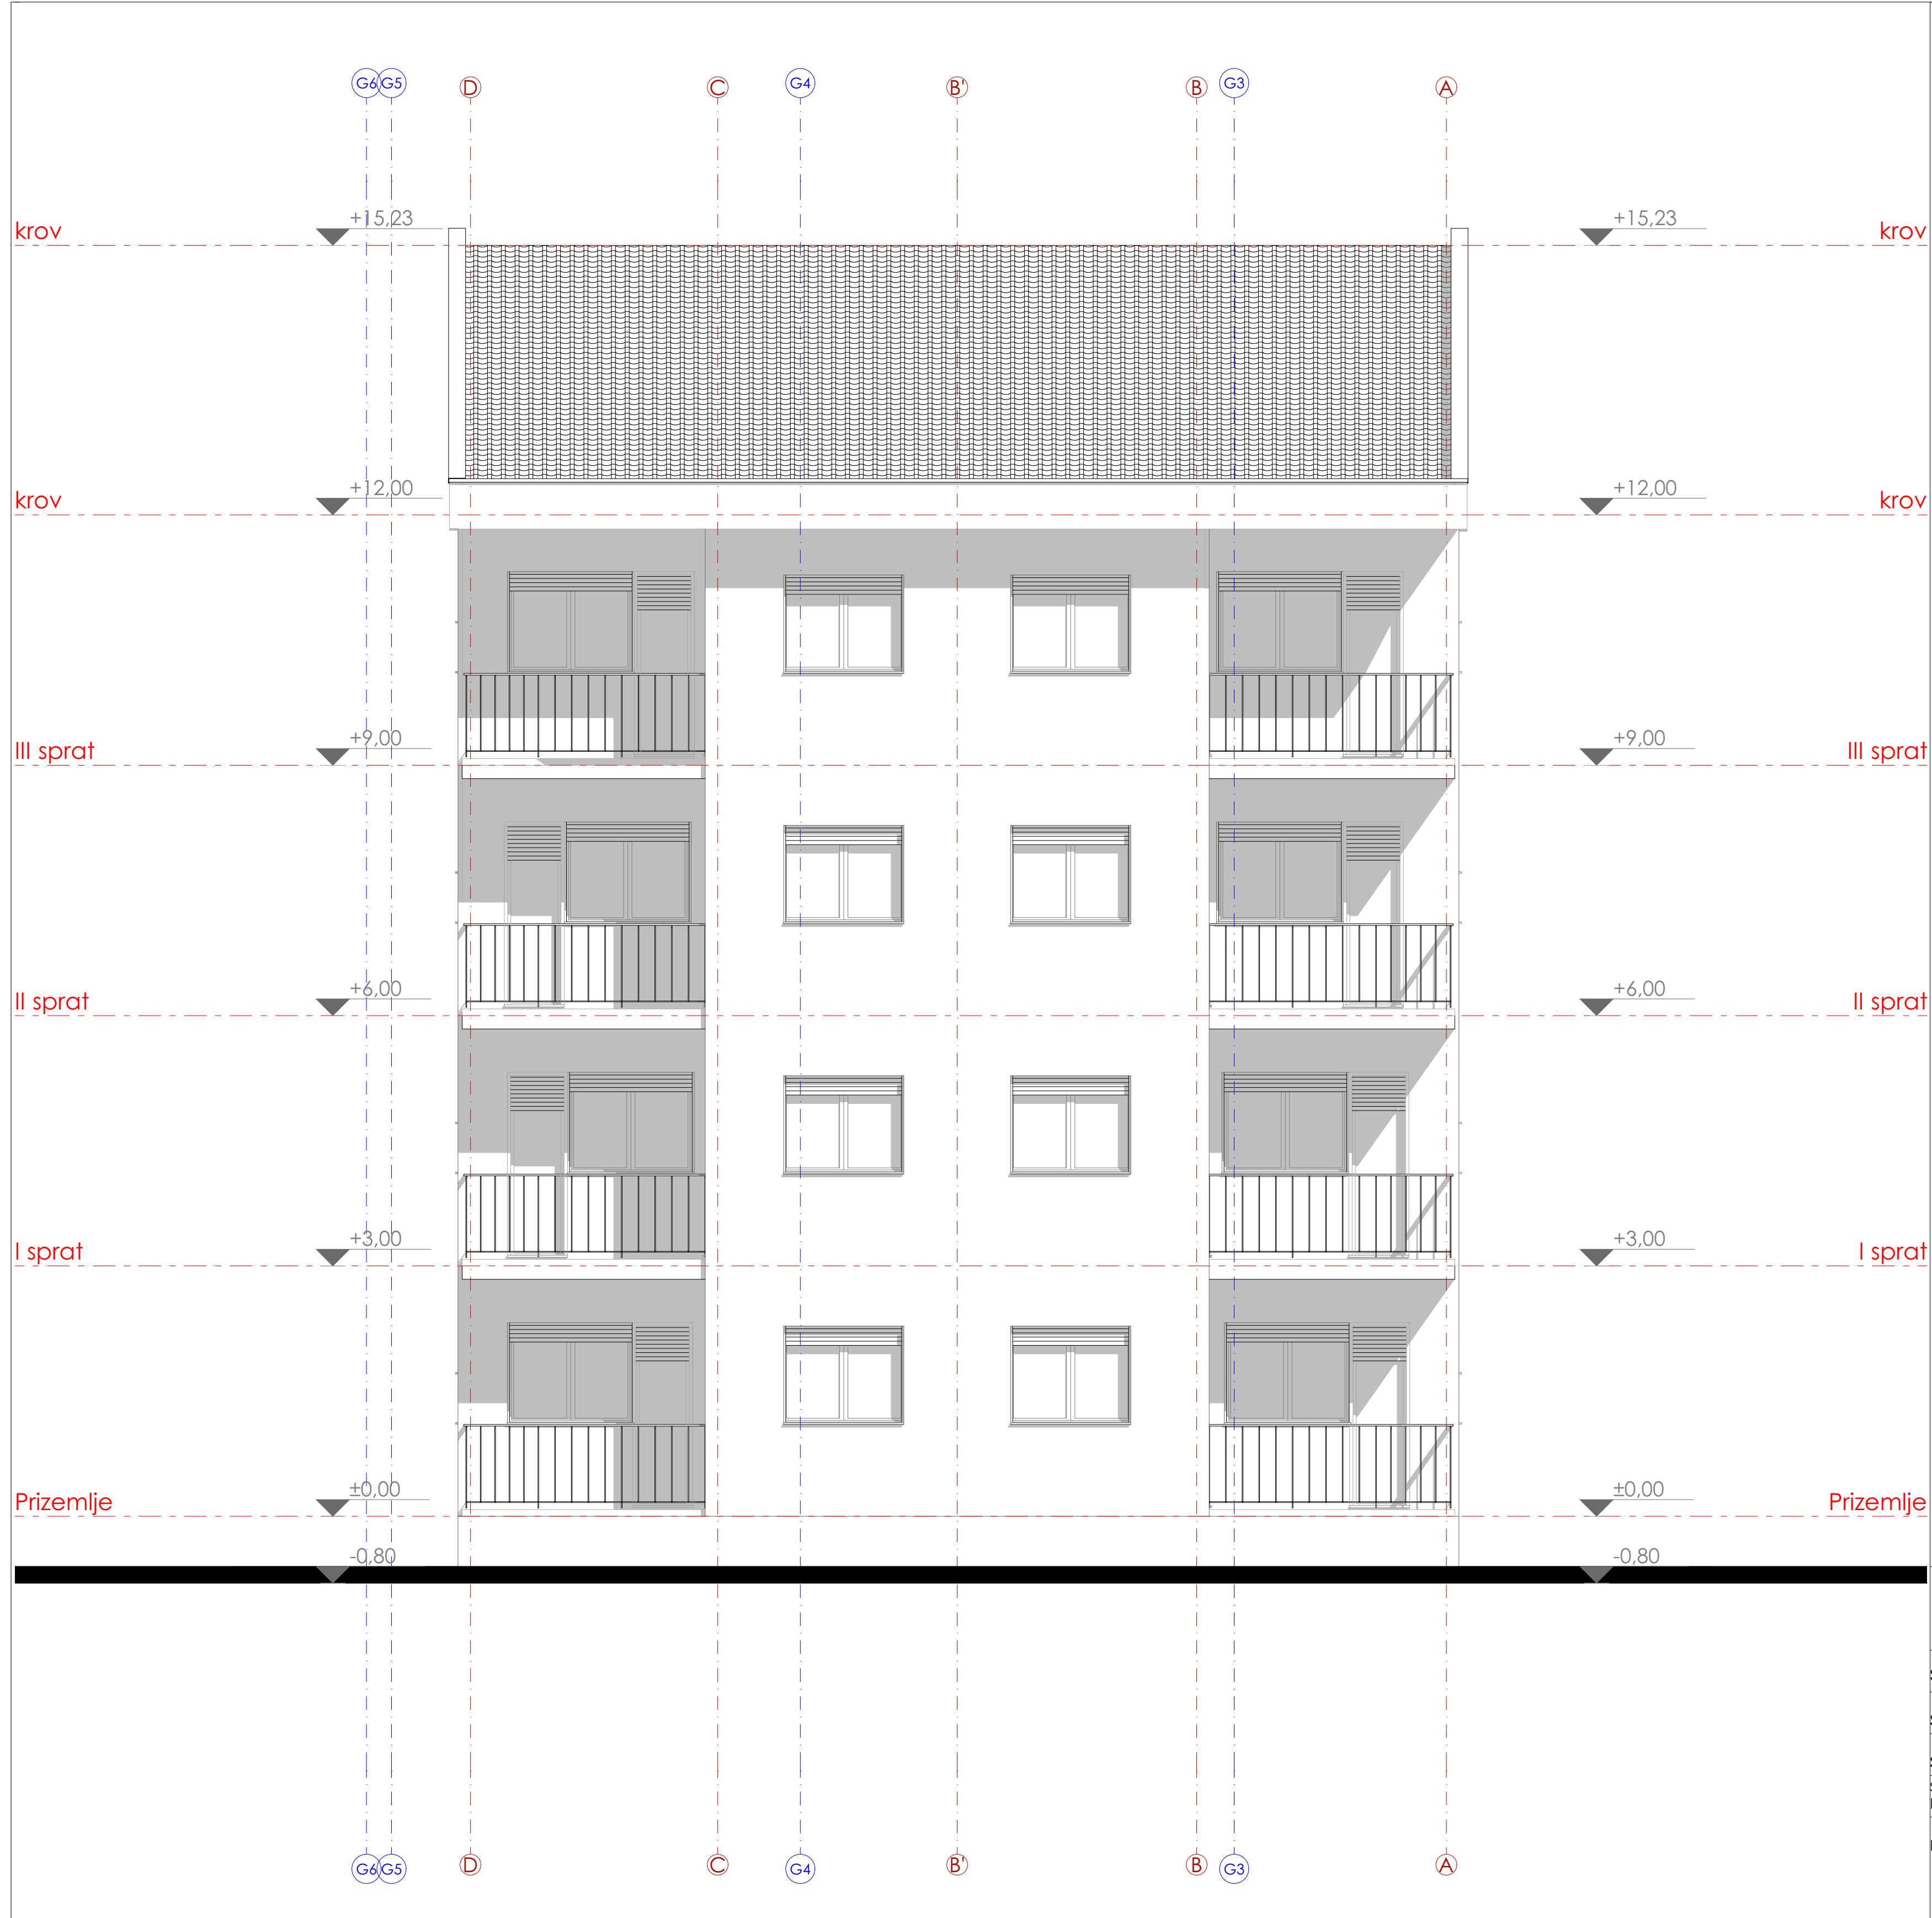 G6 G5 D C G4 B' B G3 A
krov +15,23 +15,23 krov
krov +12,00 +12,00 krov
III sprat +9,00 +9,00 III sprat
II sprat +6,00 +6,00 II sprat
I sprat +3,00 +3,00 I sprat
Prizemlje ±0,00 ±0,00 Prizemlje
-0,80 -0,80
G6 G5 D C G4 B' B G3 A